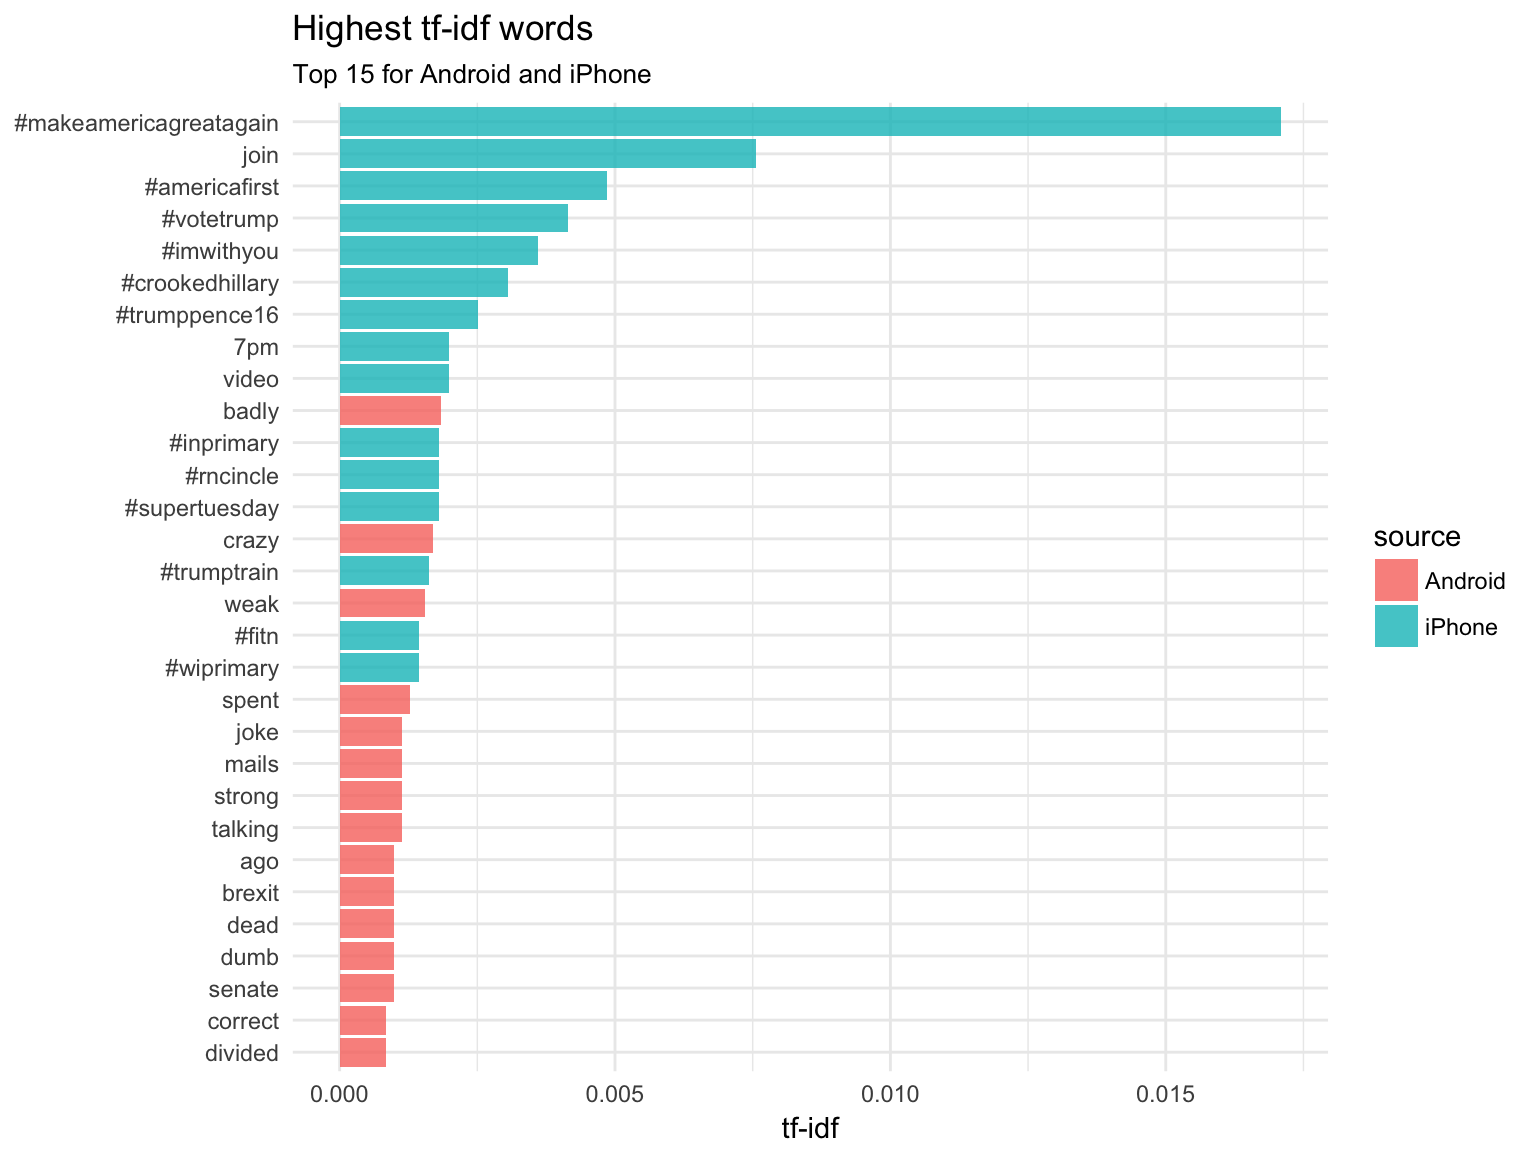 Highest tf-idf words
Top 15 for Android and iPhone
#makeamericagreatagain
join
#americafirst
#votetrump
#imwithyou
#crookedhillary
#trumppence16
7pm
video
badly
#inprimary
#rncincle
#supertuesday
crazy
#trumptrain
weak
#fitn
#wiprimary
spent
joke
mails
strong
talking
ago
brexit
dead
dumb
senate
correct
divided
0.000 0.005 0.010 0.015
tf-idf
source
Android
iPhone